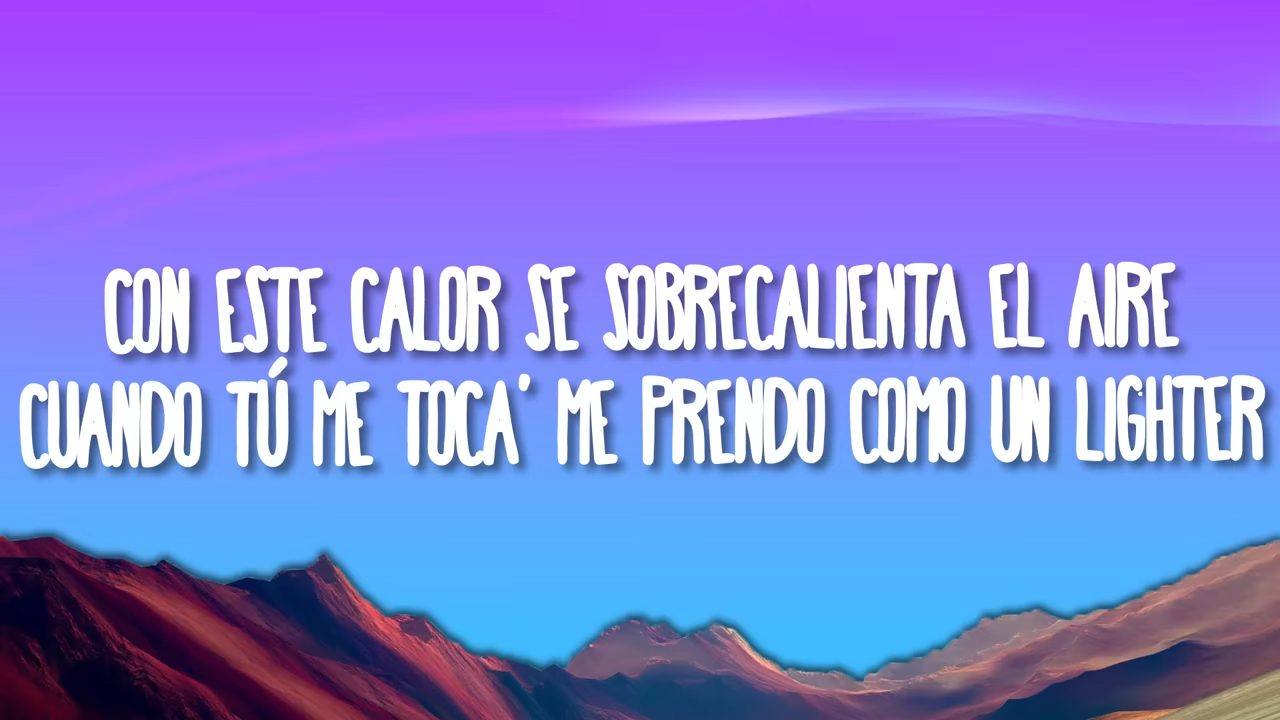 CON ESTE CALOR SE SOBRECALIENTA EL AIRE
CUANDO TÚ ME TOCA' ME PRENDO COMO UN LIGHTER